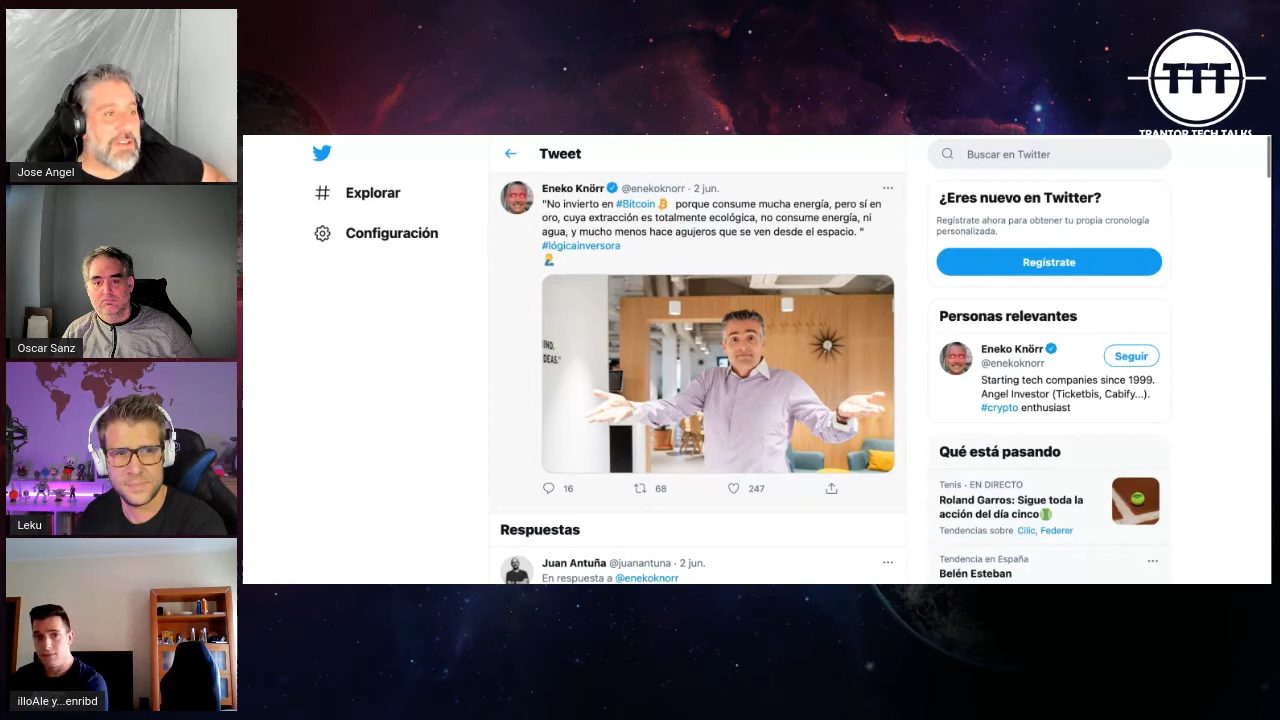 Jose Angel
Oscar Sanz
Leku
illoAle y...enribd
TTT
TRANTOR TECH TALKS
Explorar
Configuración
Tweet
Eneko Knörr @enekoknorr · 2 jun.
"No invierto en #Bitcoin porque consume mucha energía, pero sí en
oro, cuya extracción es totalmente ecológica, no consume energía, ni
agua, y mucho menos hace agujeros que se ven desde el espacio. "
#lógicainversora
IND.
DEAS."
16
68
247
Respuestas
Juan Antuña @juanantuna · 2 jun.
En respuesta a @enekoknorr
Buscar en Twitter
¿Eres nuevo en Twitter?
Regístrate ahora para obtener tu propia cronología
personalizada.
Regístrate
Personas relevantes
Eneko Knörr
@enekoknorr
Seguir
Starting tech companies since 1999.
Angel Investor (Ticketbis, Cabify...).
#crypto enthusiast
Qué está pasando
Tenis · EN DIRECTO
Roland Garros: Sigue toda la
acción del día cinco
Tendencias sobre Cilic, Federer
Tendencia en España
Belén Esteban